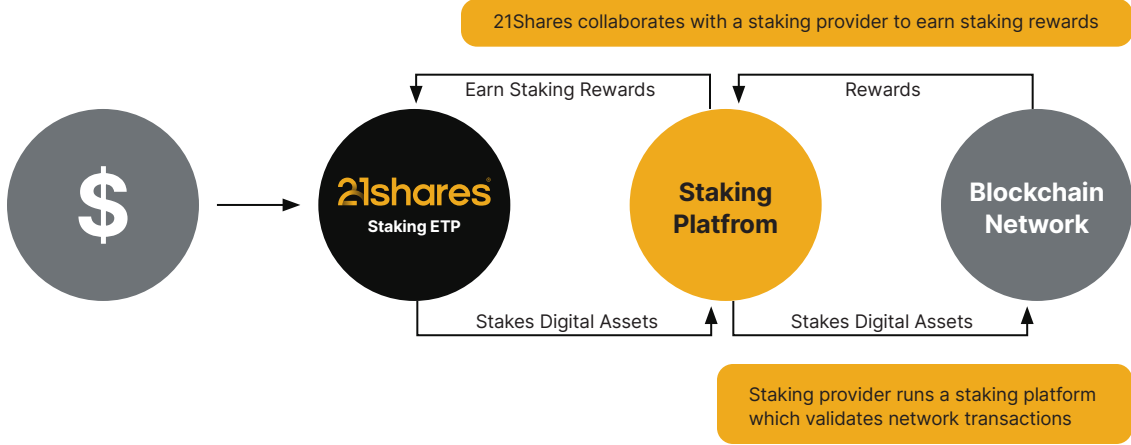 21Shares collaborates with a staking provider to earn staking rewards
Earn Staking Rewards
Rewards
$
21shares®
Staking ETP
Staking
Platfrom
Blockchain
Network
Stakes Digital Assets
Stakes Digital Assets
Staking provider runs a staking platform
which validates network transactions